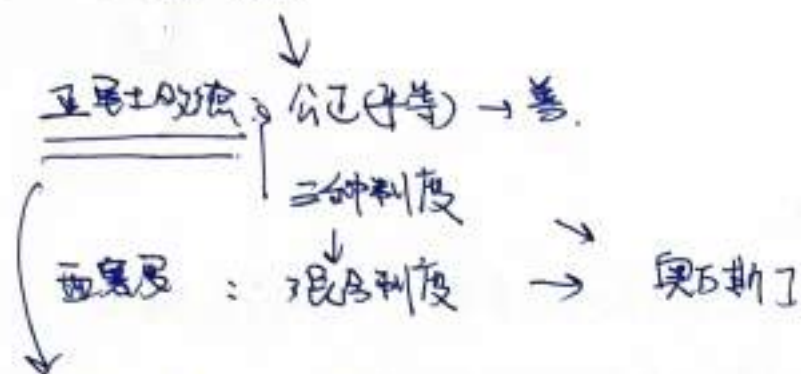 亚里士多德：公正(平等) → 善.
三种制度
西塞罗 : 混合制度 → 奥古斯丁